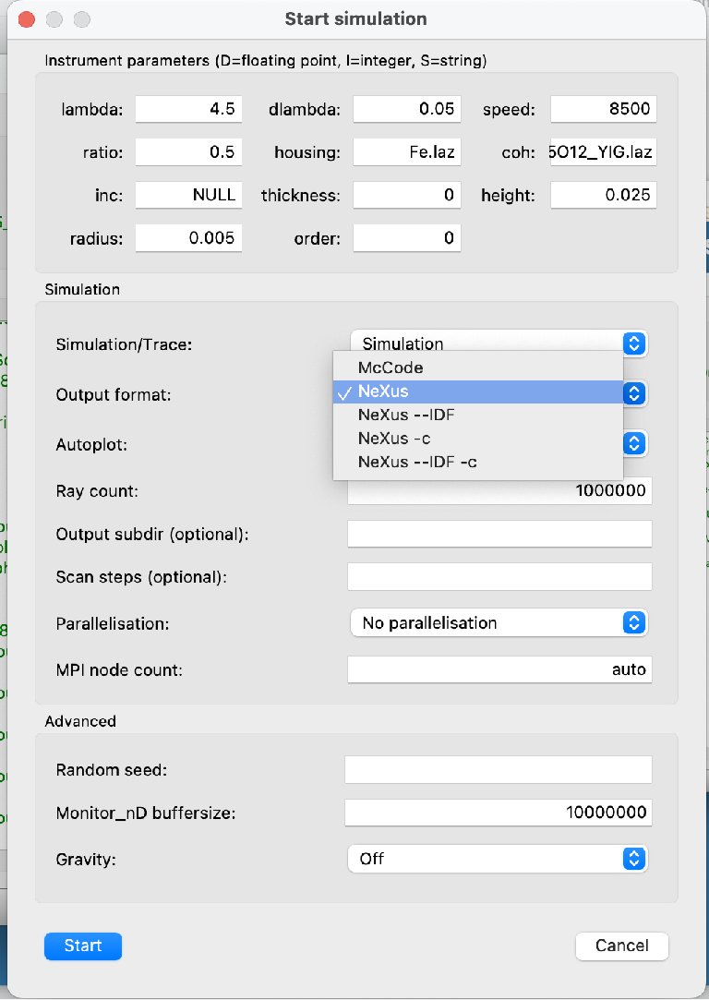 Start simulation
Instrument parameters (D=floating point, I=integer, S=string)
lambda: 4.5 dlambda: 0.05 speed: 8500
ratio: 0.5 housing: Fe.laz coh: 5O12_YIG.laz
inc: NULL thickness: 0 height: 0.025
radius: 0.005 order: 0
Simulation
Simulation/Trace: Simulation
McCode
Output format: ✓ NeXus
NeXus --IDF
Autoplot: NeXus -c
NeXus --IDF -c
Ray count: 1000000
Output subdir (optional):
Scan steps (optional):
Parallelisation: No parallelisation
MPI node count: auto
Advanced
Random seed:
Monitor_nD buffersize: 10000000
Gravity: Off
Start Cancel